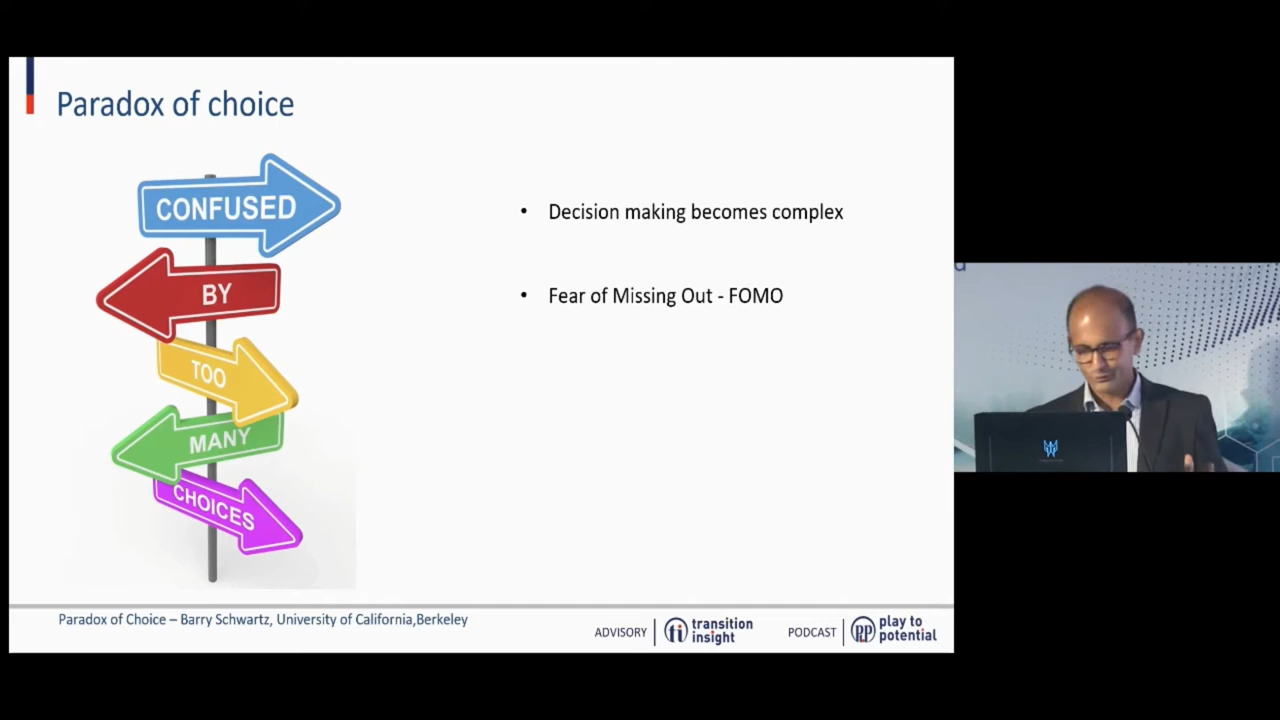 Paradox of choice
CONFUSED
BY
TOO
MANY
CHOICES
• Decision making becomes complex
• Fear of Missing Out - FOMO
Paradox of Choice – Barry Schwartz, University of California,Berkeley
ADVISORY
transition
insight
PODCAST
play to
potential